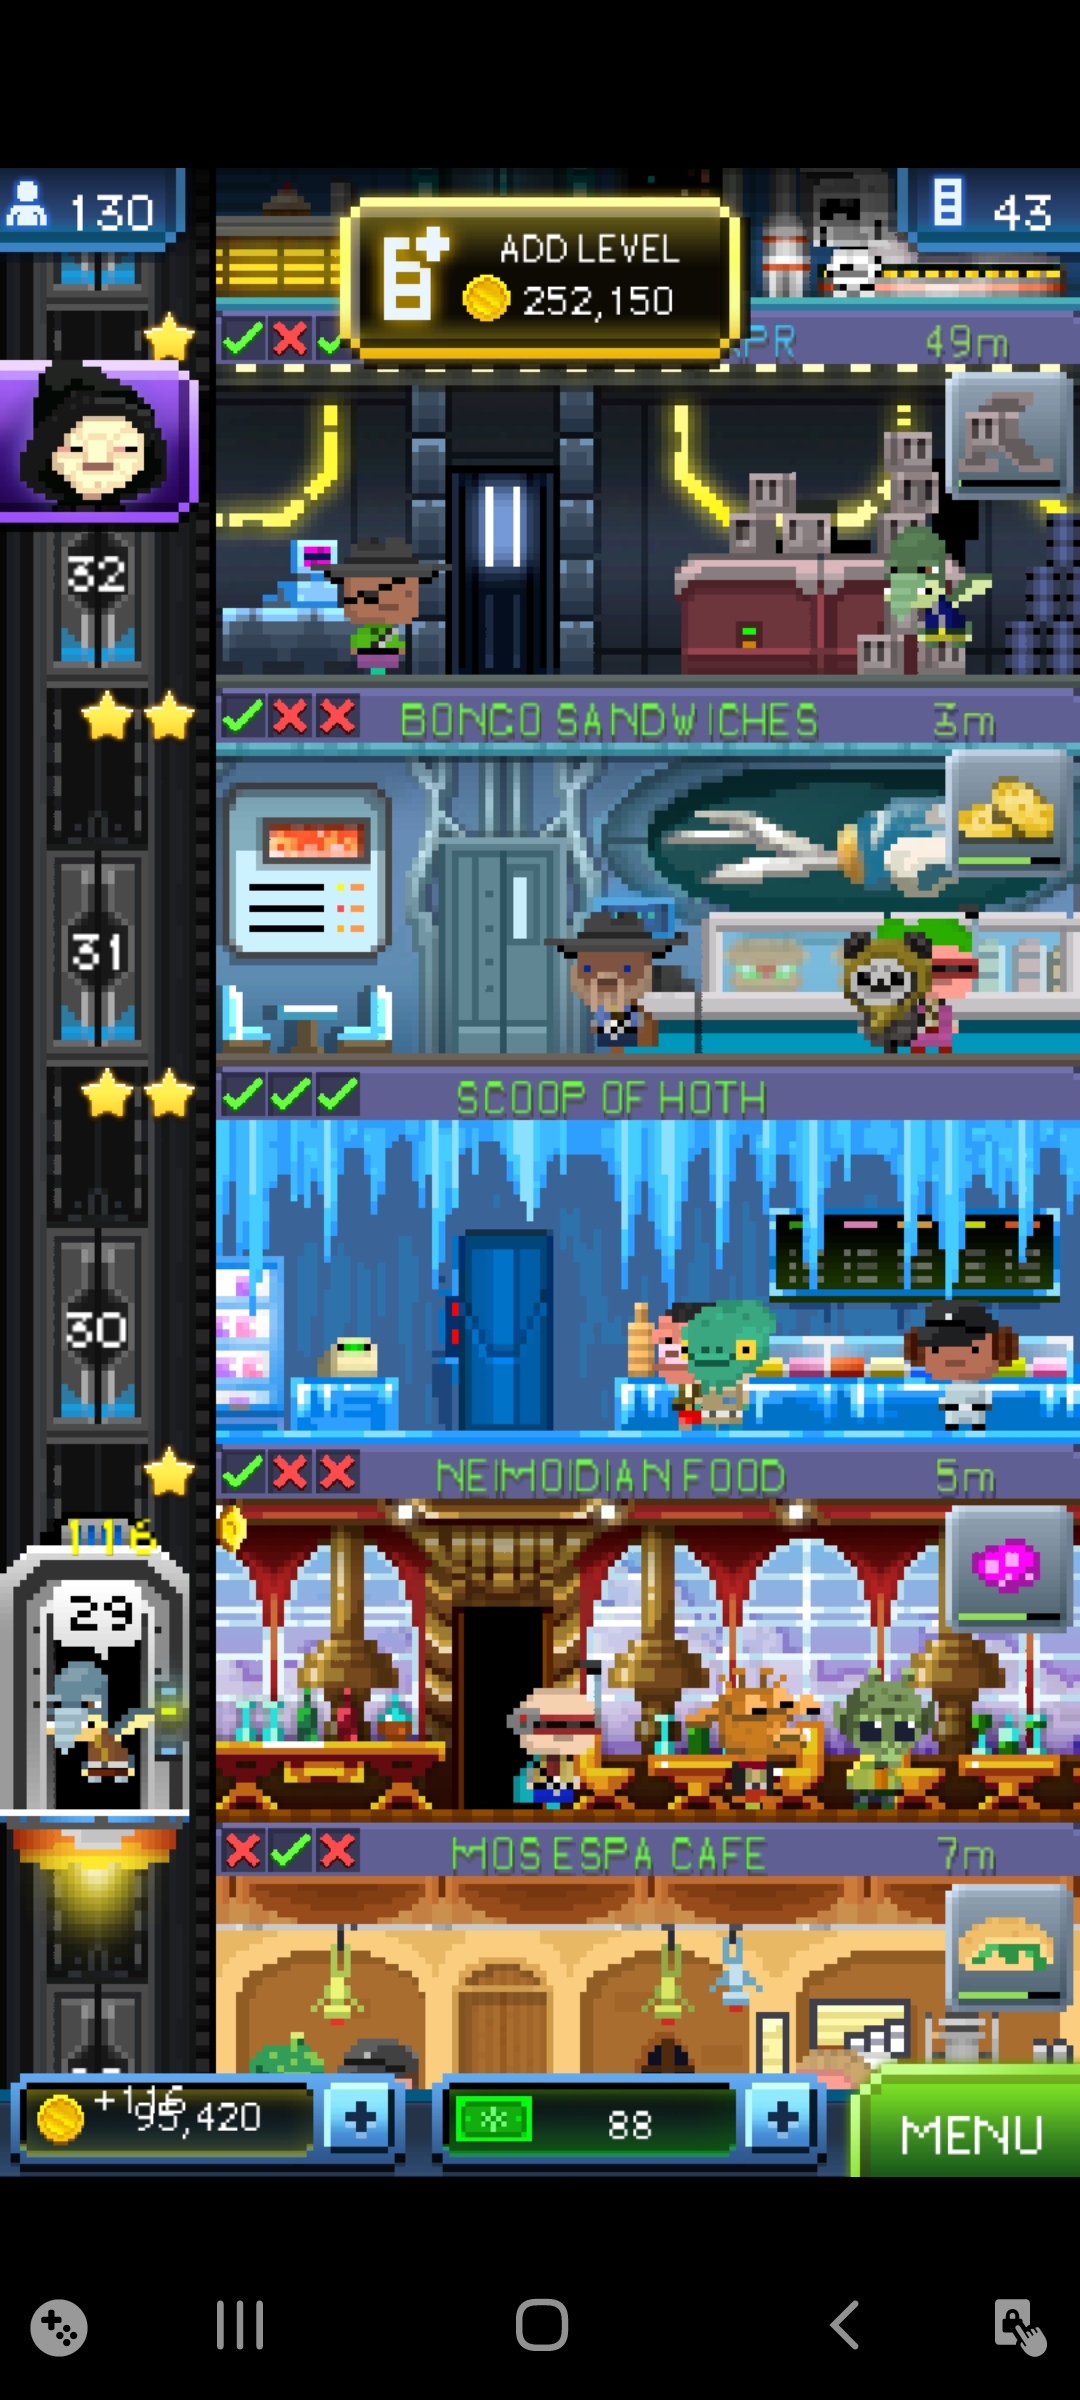 130
ADD LEVEL
252,150
43
PR
49m
32
BONGO SANDWICHES
3m
31
SCOOP OF HOTH
30
NEIMOIDIAN FOOD
5m
116
29
MOS ESPA CAFE
7m
+116
95,420
88
MENU